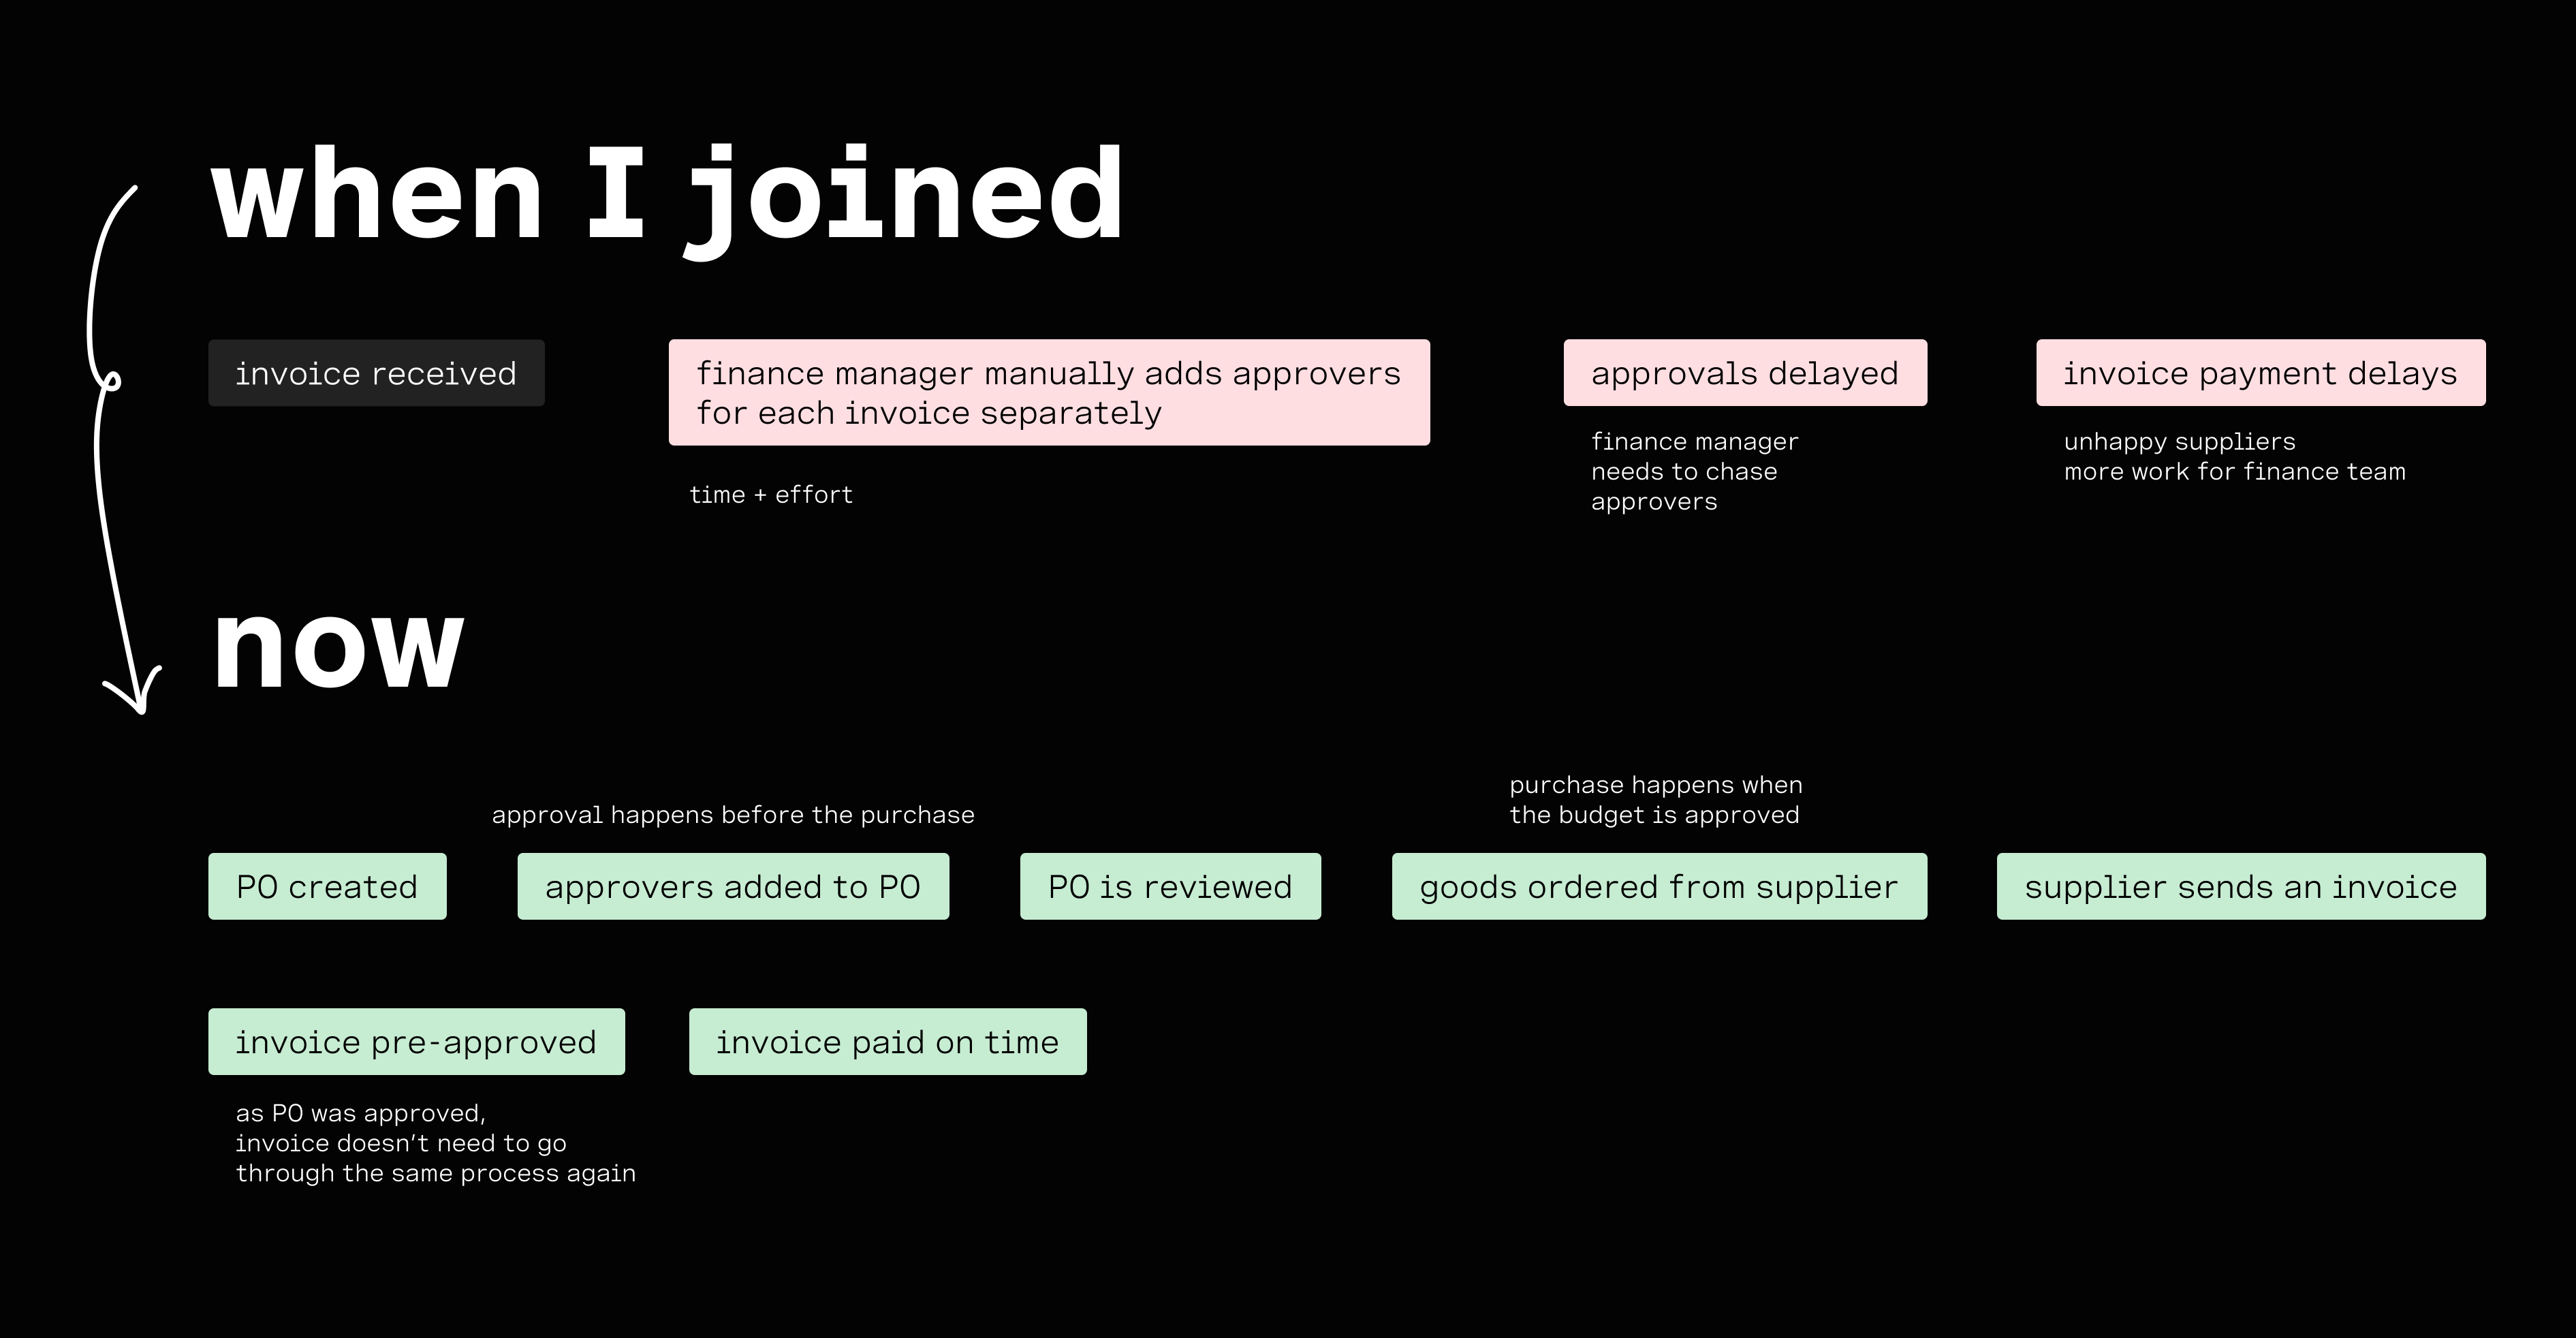 when I joined
invoice received
finance manager manually adds approvers
for each invoice separately
time + effort
approvals delayed
finance manager
needs to chase
approvers
invoice payment delays
unhappy suppliers
more work for finance team
now
approval happens before the purchase
purchase happens when
the budget is approved
PO created
approvers added to PO
PO is reviewed
goods ordered from supplier
supplier sends an invoice
invoice pre-approved
as PO was approved,
invoice doesn’t need to go
through the same process again
invoice paid on time